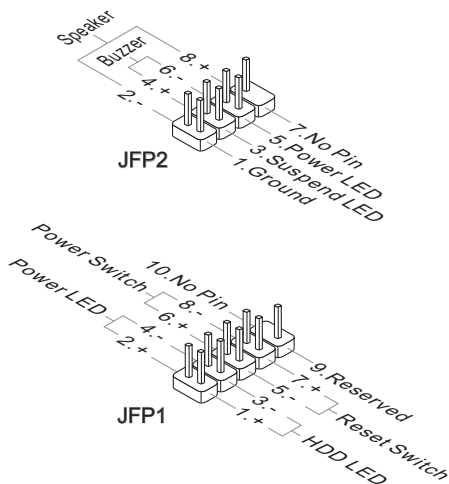 Speaker
Buzzer
8.+
6.-
4.+
2.-
7.No Pin
5.Power LED
3.Suspend LED
1.Ground
JFP2
Power Switch
Power LED
10.No Pin
8.-
6.+
4.-
2.+
9.Reserved
7.+
5.-
Reset Switch
3.-
1.+
HDD LED
JFP1